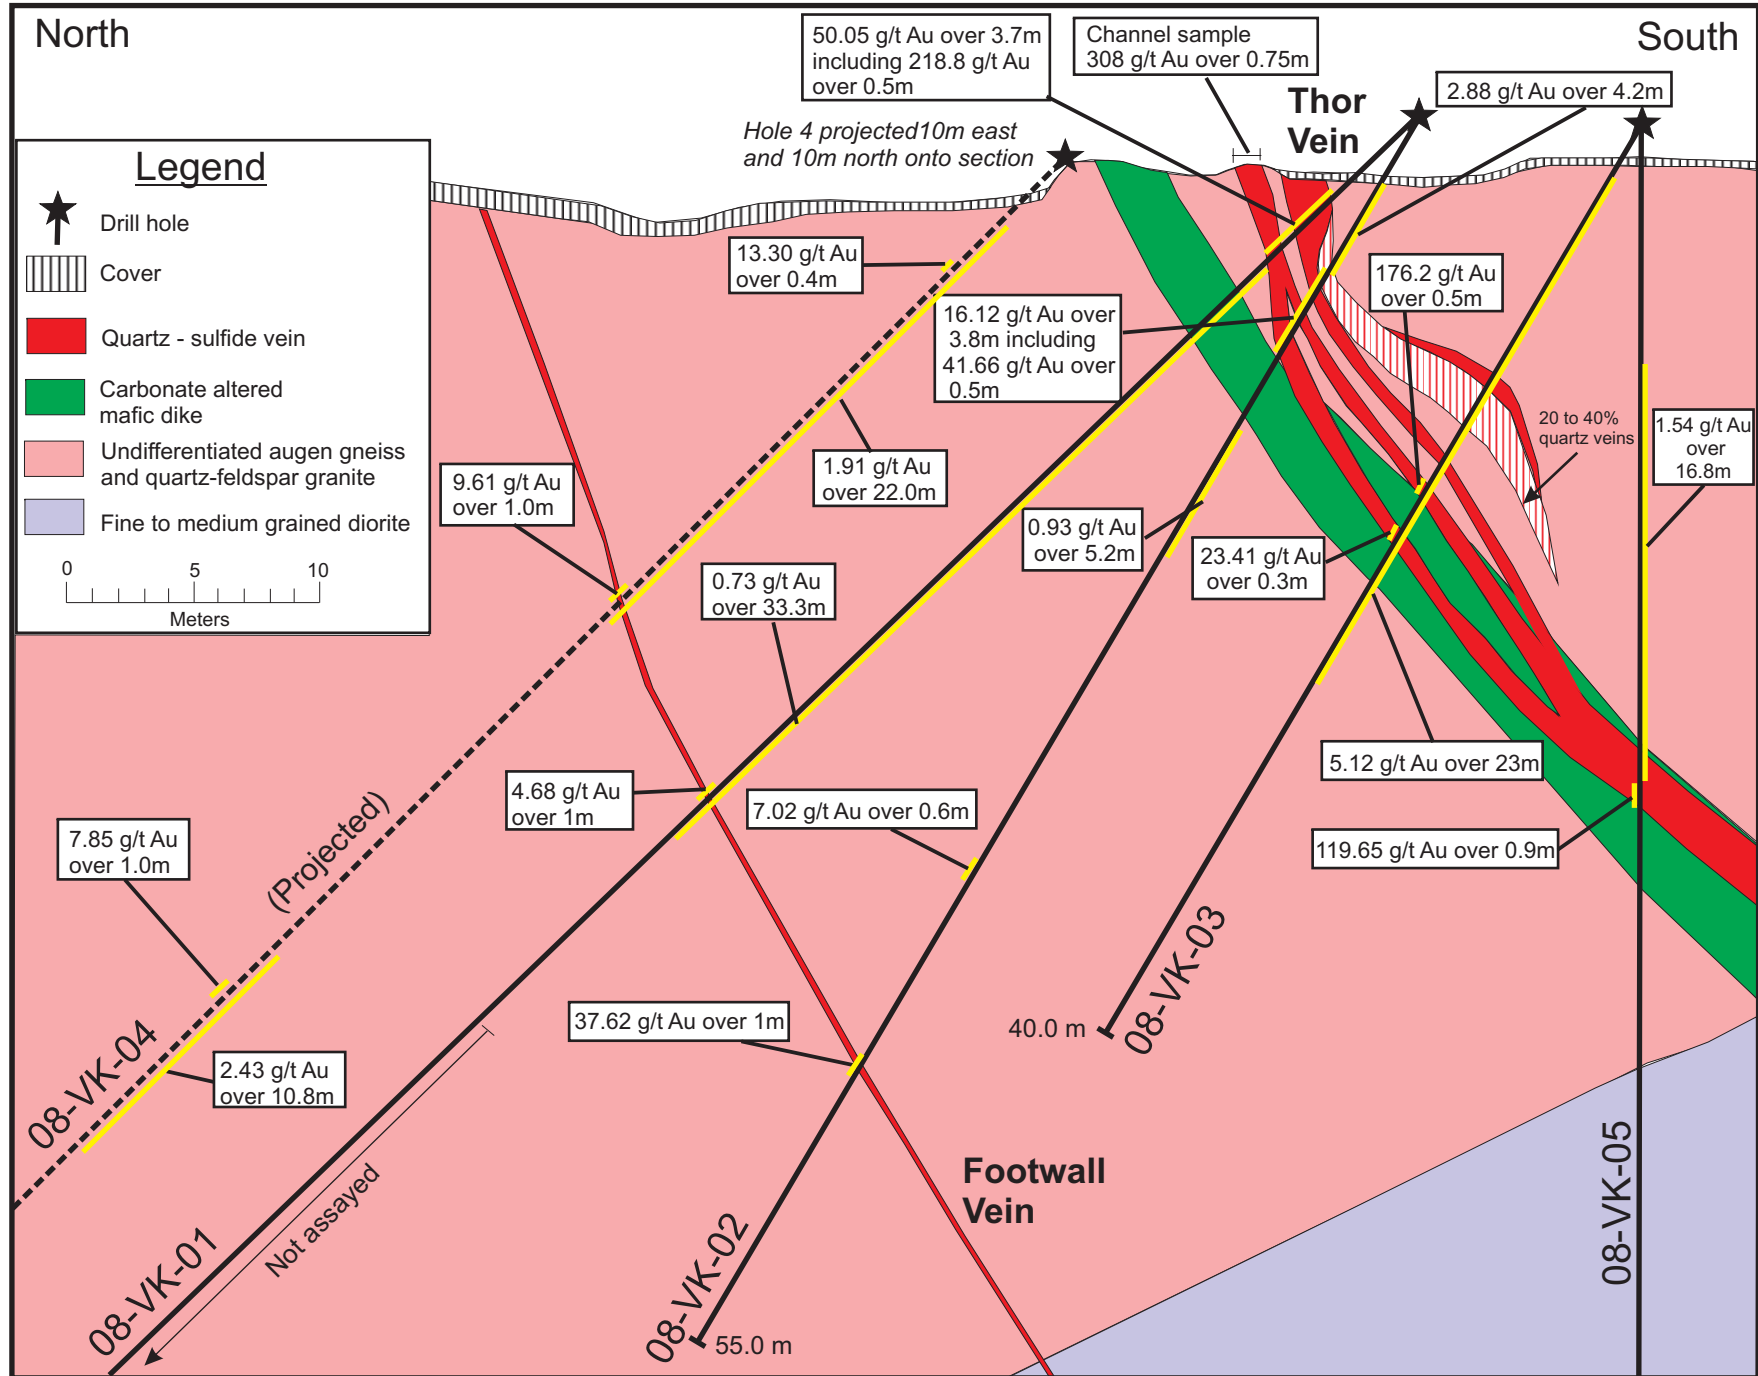 North
South
50.05 g/t Au over 3.7m
including 218.8 g/t Au
over 0.5m
Channel sample
308 g/t Au over 0.75m
Thor
Vein
2.88 g/t Au over 4.2m
Hole 4 projected10m east
and 10m north onto section
Legend
Drill hole
Cover
Quartz - sulfide vein
Carbonate altered
mafic dike
Undifferentiated augen gneiss
and quartz-feldspar granite
Fine to medium grained diorite
0 5 10
Meters
13.30 g/t Au
over 0.4m
16.12 g/t Au over
3.8m including
41.66 g/t Au over
0.5m
176.2 g/t Au
over 0.5m
20 to 40%
quartz veins
1.54 g/t Au
over
16.8m
1.91 g/t Au
over 22.0m
9.61 g/t Au
over 1.0m
0.93 g/t Au
over 5.2m
23.41 g/t Au
over 0.3m
0.73 g/t Au
over 33.3m
5.12 g/t Au over 23m
4.68 g/t Au
over 1m
7.02 g/t Au over 0.6m
119.65 g/t Au over 0.9m
7.85 g/t Au
over 1.0m
(Projected)
37.62 g/t Au over 1m
40.0 m
08-VK-03
08-VK-04
2.43 g/t Au
over 10.8m
Not assayed
Footwall
Vein
08-VK-05
08-VK-01
08-VK-02
55.0 m